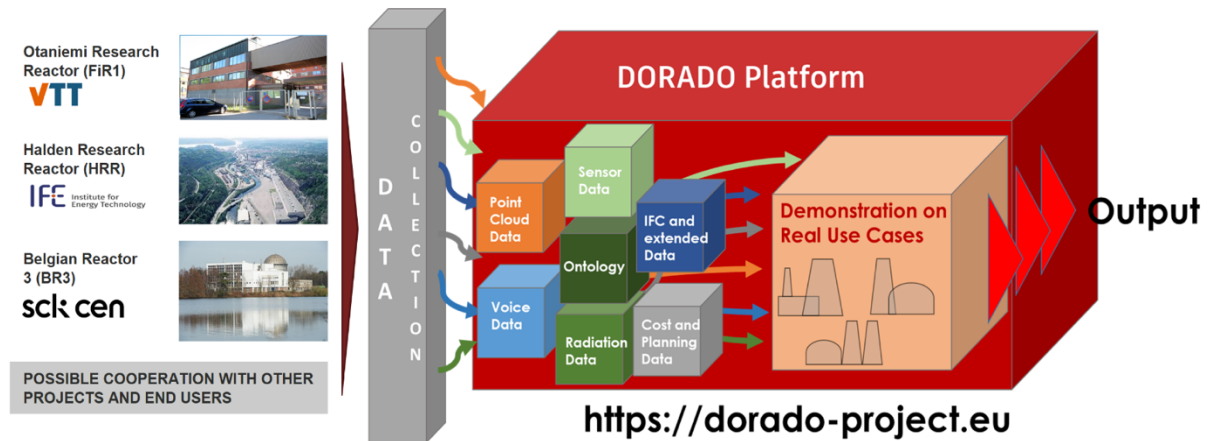 Otaniemi Research
Reactor (FiR1)
VTT
Halden Research
Reactor (HRR)
IFE Institute for
Energy Technology
Belgian Reactor
3 (BR3)
sck cen
POSSIBLE COOPERATION WITH OTHER
PROJECTS AND END USERS
DATA
COLLECTION
DORADO Platform
Sensor
Data
Point
Cloud
Data
IFC and
extended
Data
Ontology
Voice
Data
Radiation
Data
Cost and
Planning
Data
Demonstration on
Real Use Cases
Output
https://dorado-project.eu